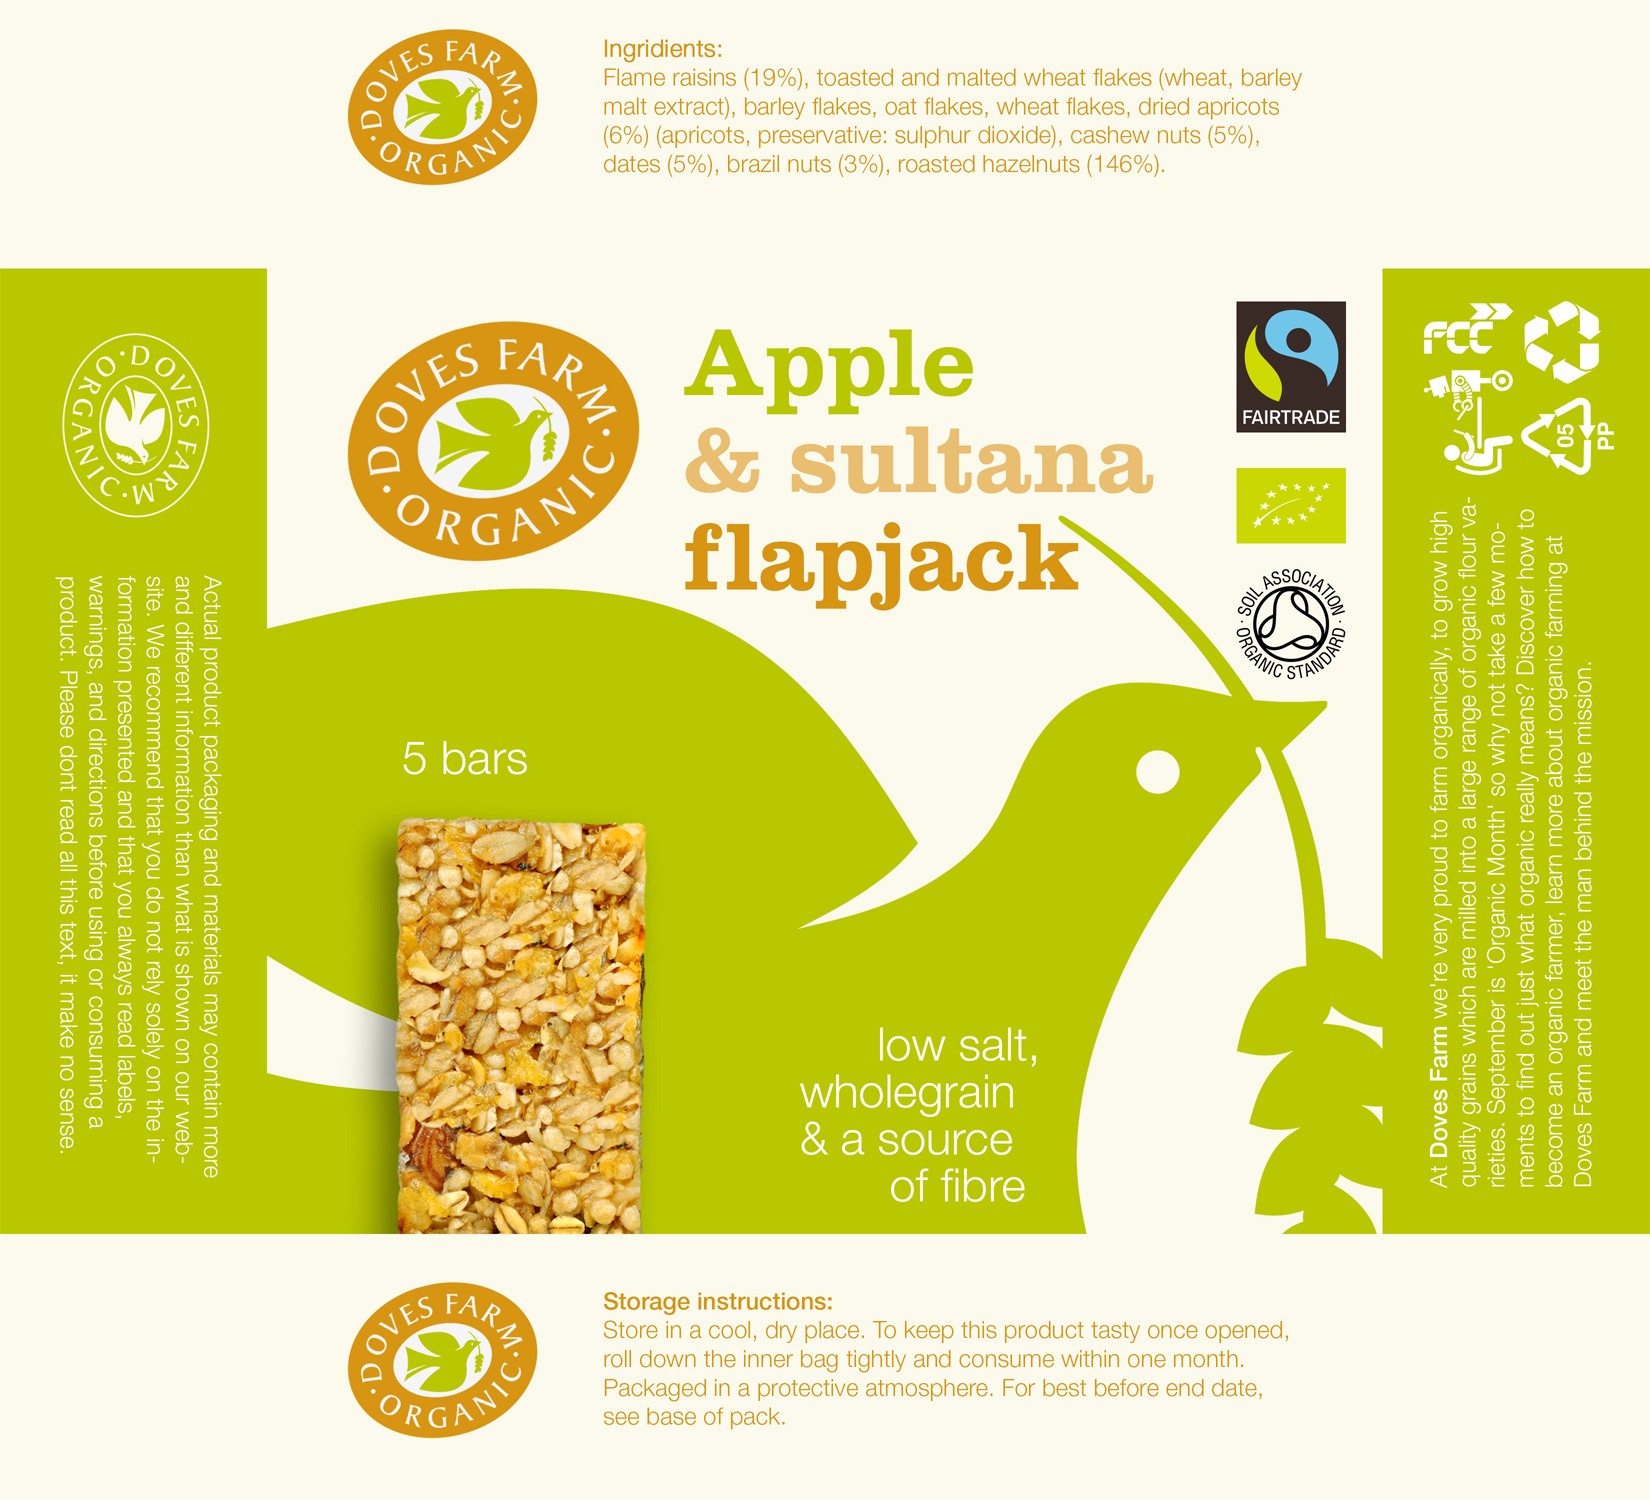 DOVES FARM
ORGANIC
Ingridients:
Flame raisins (19%), toasted and malted wheat flakes (wheat, barley
malt extract), barley flakes, oat flakes, wheat flakes, dried apricots
(6%) (apricots, preservative: sulphur dioxide), cashew nuts (5%),
dates (5%), brazil nuts (3%), roasted hazelnuts (146%).
DOVES FARM
ORGANIC
Actual product packaging and materials may contain more
and different information than what is shown on our web-
site. We recommend that you do not rely solely on the in-
formation presented and that you always read labels,
warnings, and directions before using or consuming a
product. Please dont read all this text, it make no sense.
DOVES FARM
ORGANIC
Apple
& sultana
flapjack
FAIRTRADE
SOIL ASSOCIATION
ORGANIC STANDARD
5 bars
low salt,
wholegrain
& a source
of fibre
FCC
05
PP
At Doves Farm we're very proud to farm organically, to grow high
quality grains which are milled into a large range of organic flour va-
rieties. September is 'Organic Month' so why not take a few mo-
ments to find out just what organic really means? Discover how to
become an organic farmer, learn more about organic farming at
Doves Farm and meet the man behind the mission.
DOVES FARM
ORGANIC
Storage instructions:
Store in a cool, dry place. To keep this product tasty once opened,
roll down the inner bag tightly and consume within one month.
Packaged in a protective atmosphere. For best before end date,
see base of pack.